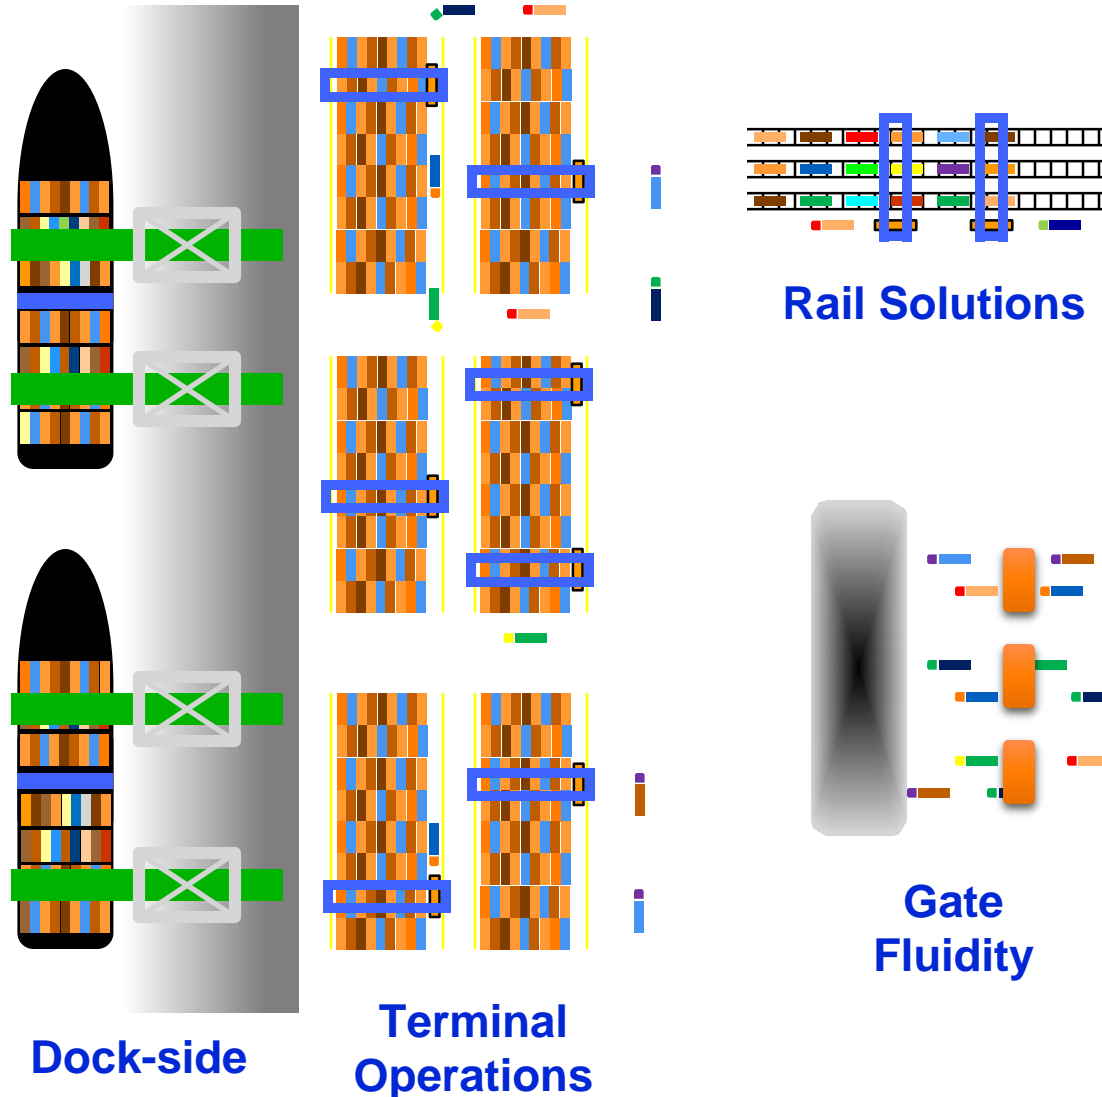 Rail Solutions
Gate
Fluidity
Terminal
Operations
Dock-side